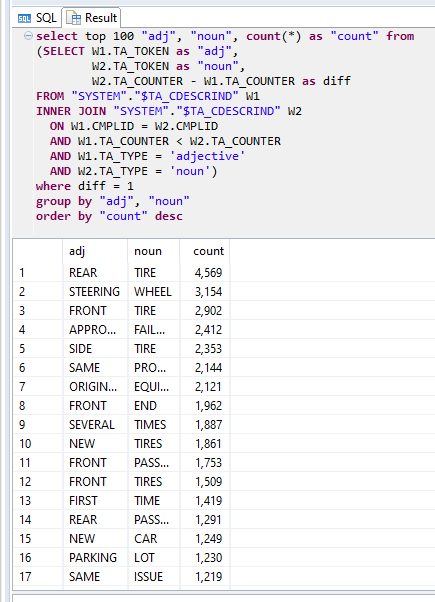 SQL Result
select top 100 "adj", "noun", count(*) as "count" from
(SELECT W1.TA_TOKEN as "adj",
W2.TA_TOKEN as "noun",
W2.TA_COUNTER - W1.TA_COUNTER as diff
FROM "SYSTEM"."$TA_CDESCRIND" W1
INNER JOIN "SYSTEM"."$TA_CDESCRIND" W2
ON W1.CMPLID = W2.CMPLID
AND W1.TA_COUNTER < W2.TA_COUNTER
AND W1.TA_TYPE = 'adjective'
AND W2.TA_TYPE = 'noun')
where diff = 1
group by "adj", "noun"
order by "count" desc
adj noun count
1 REAR TIRE 4,569
2 STEERING WHEEL 3,154
3 FRONT TIRE 2,902
4 APPRO... FAIL... 2,412
5 SIDE TIRE 2,353
6 SAME PRO... 2,144
7 ORIGIN... EQUI... 2,121
8 FRONT END 1,962
9 SEVERAL TIMES 1,887
10 NEW TIRES 1,861
11 FRONT PASS... 1,753
12 FRONT TIRES 1,509
13 FIRST TIME 1,419
14 REAR PASS... 1,291
15 NEW CAR 1,249
16 PARKING LOT 1,230
17 SAME ISSUE 1,219